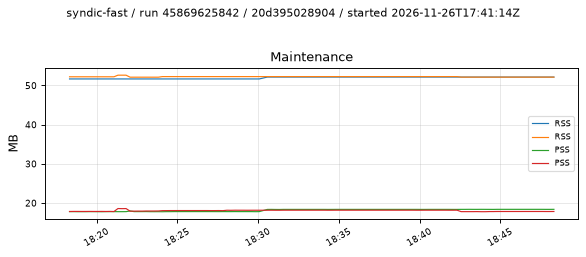 syndic-fast / run 45869625842 / 20d395028904 / started 2026-11-26T17:41:14Z
Maintenance
MB
50
40
30
20
RSS
RSS
PSS
PSS
18:20
18:25
18:30
18:35
18:40
18:45